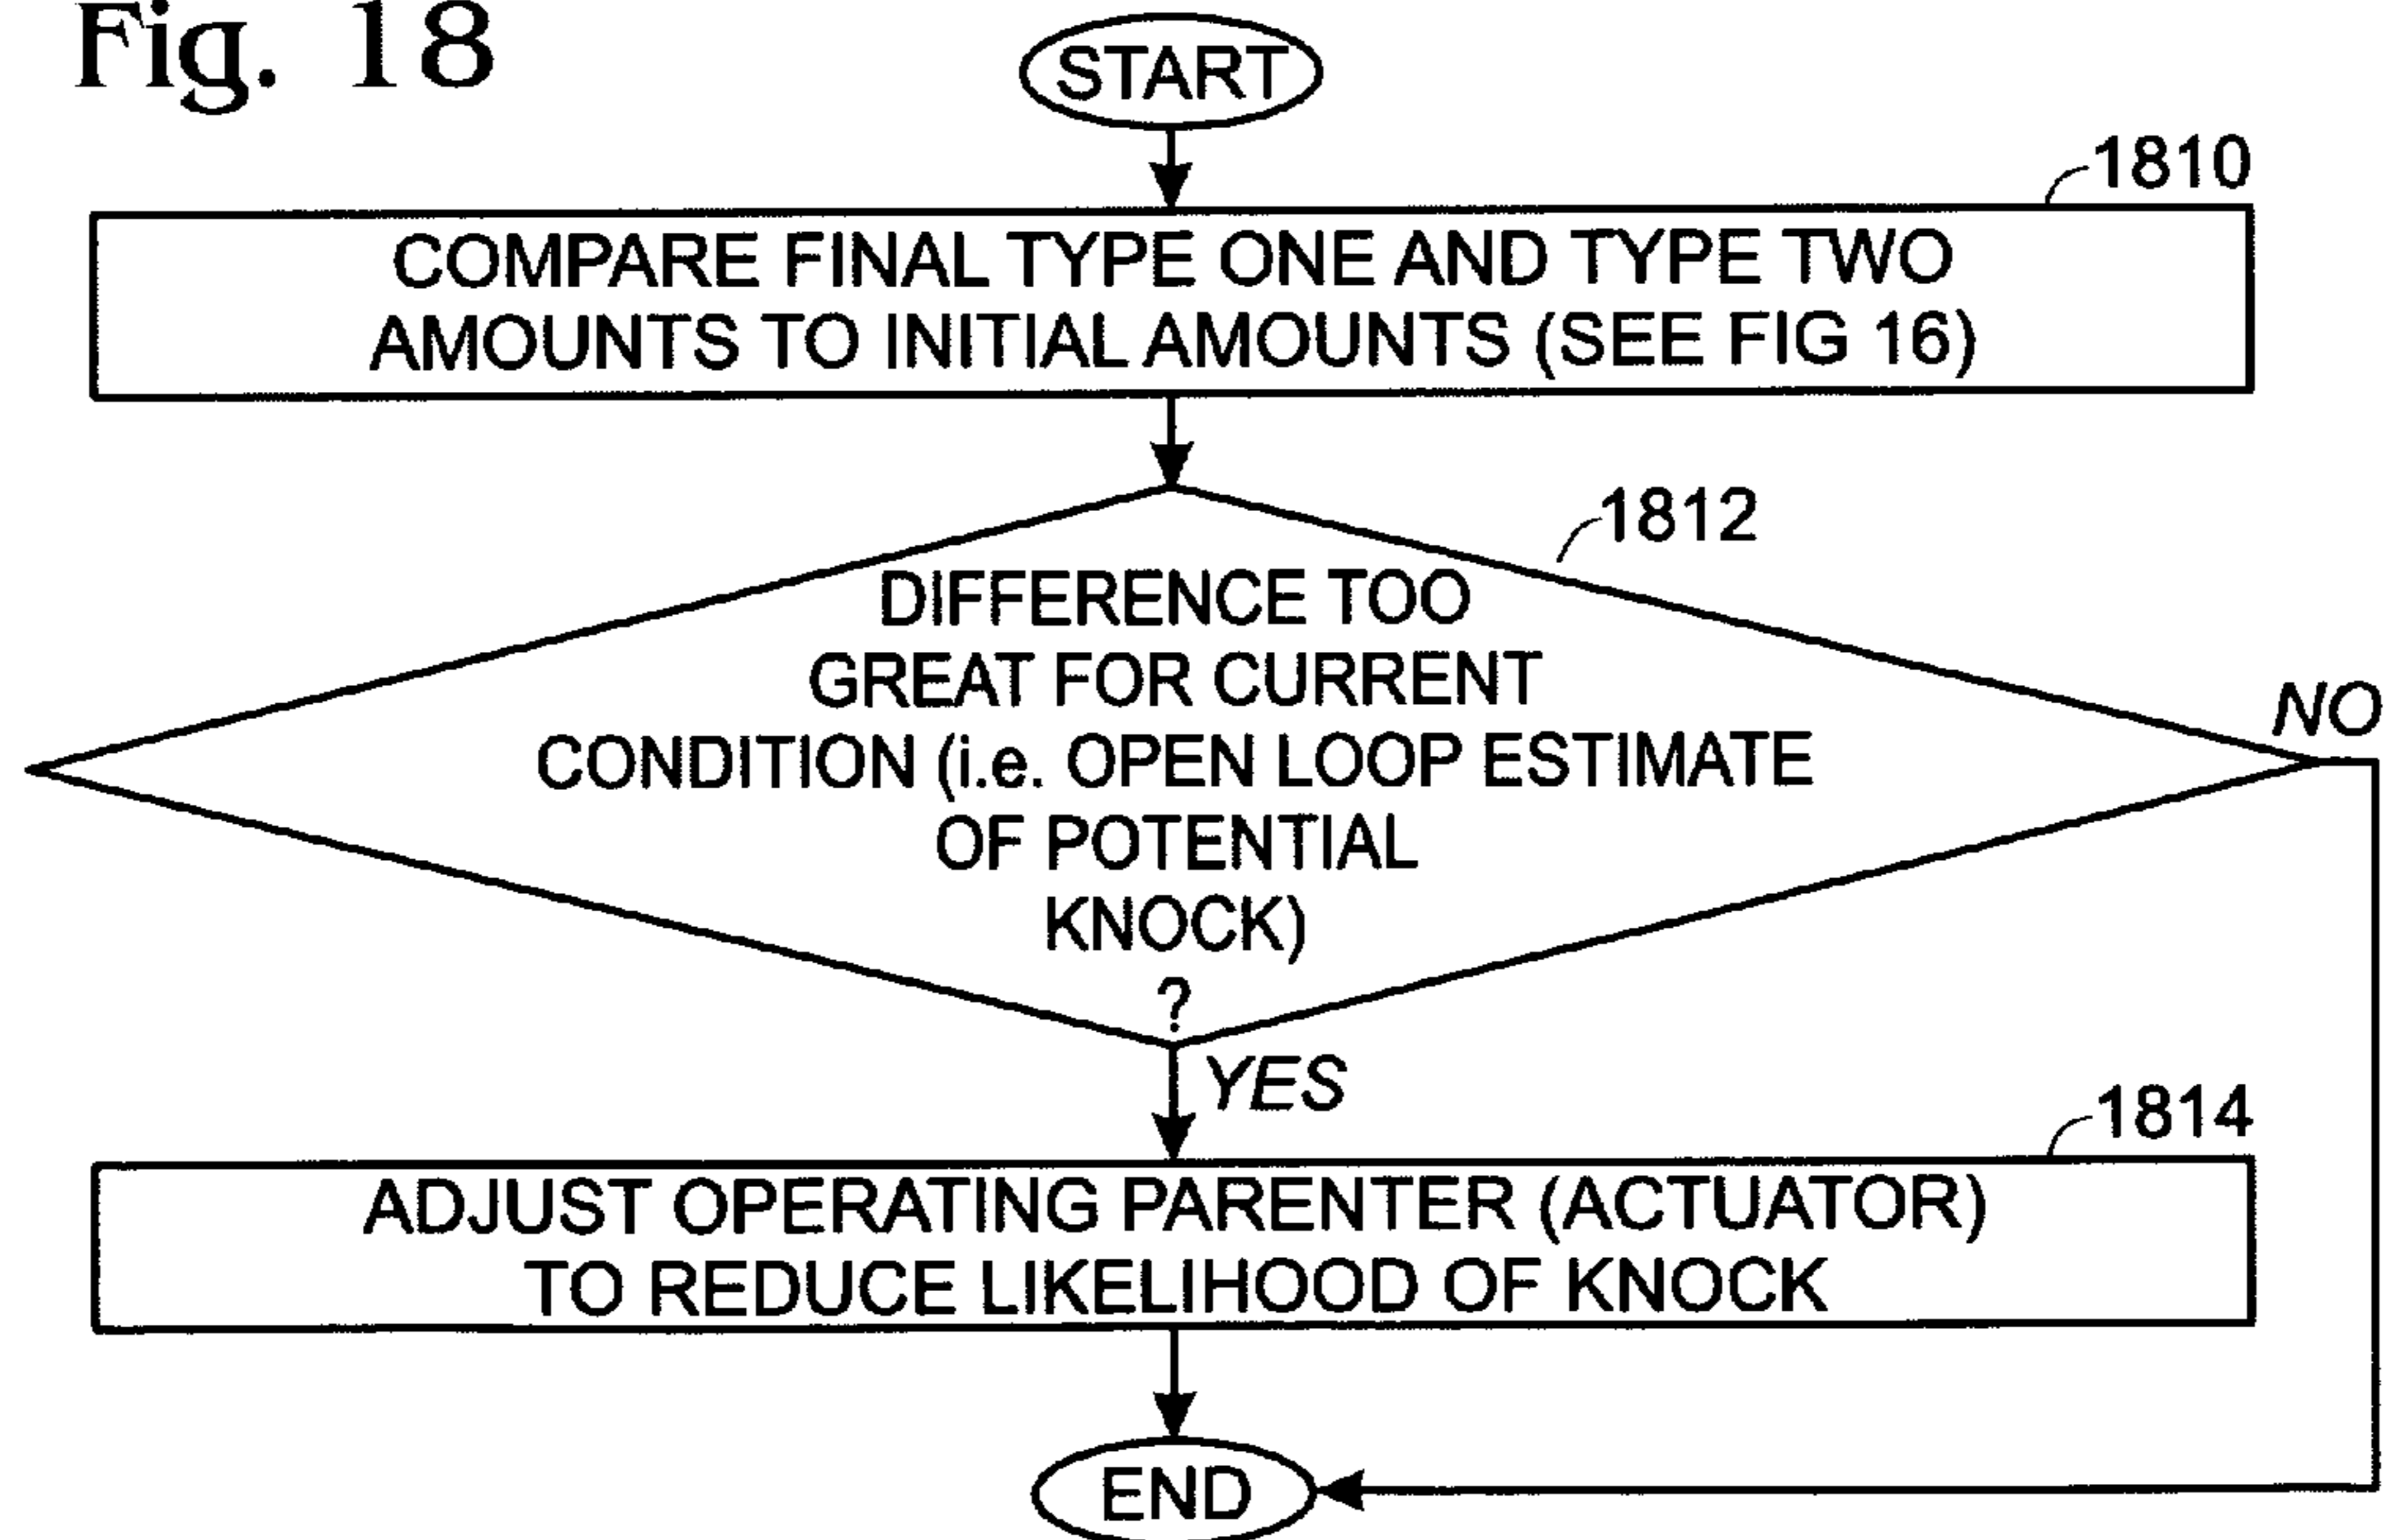 Fig. 18
START
1810
COMPARE FINAL TYPE ONE AND TYPE TWO
AMOUNTS TO INITIAL AMOUNTS (SEE FIG 16)
1812
DIFFERENCE TOO
GREAT FOR CURRENT
CONDITION (i.e. OPEN LOOP ESTIMATE
OF POTENTIAL
KNOCK)
?
NO
YES
1814
ADJUST OPERATING PARENTER (ACTUATOR)
TO REDUCE LIKELIHOOD OF KNOCK
END